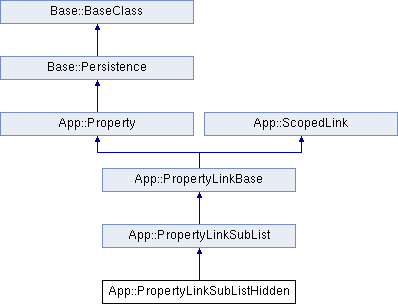 Base::BaseClass
Base::Persistence
App::Property
App::ScopedLink
App::PropertyLinkBase
App::PropertyLinkSubList
App::PropertyLinkSubListHidden